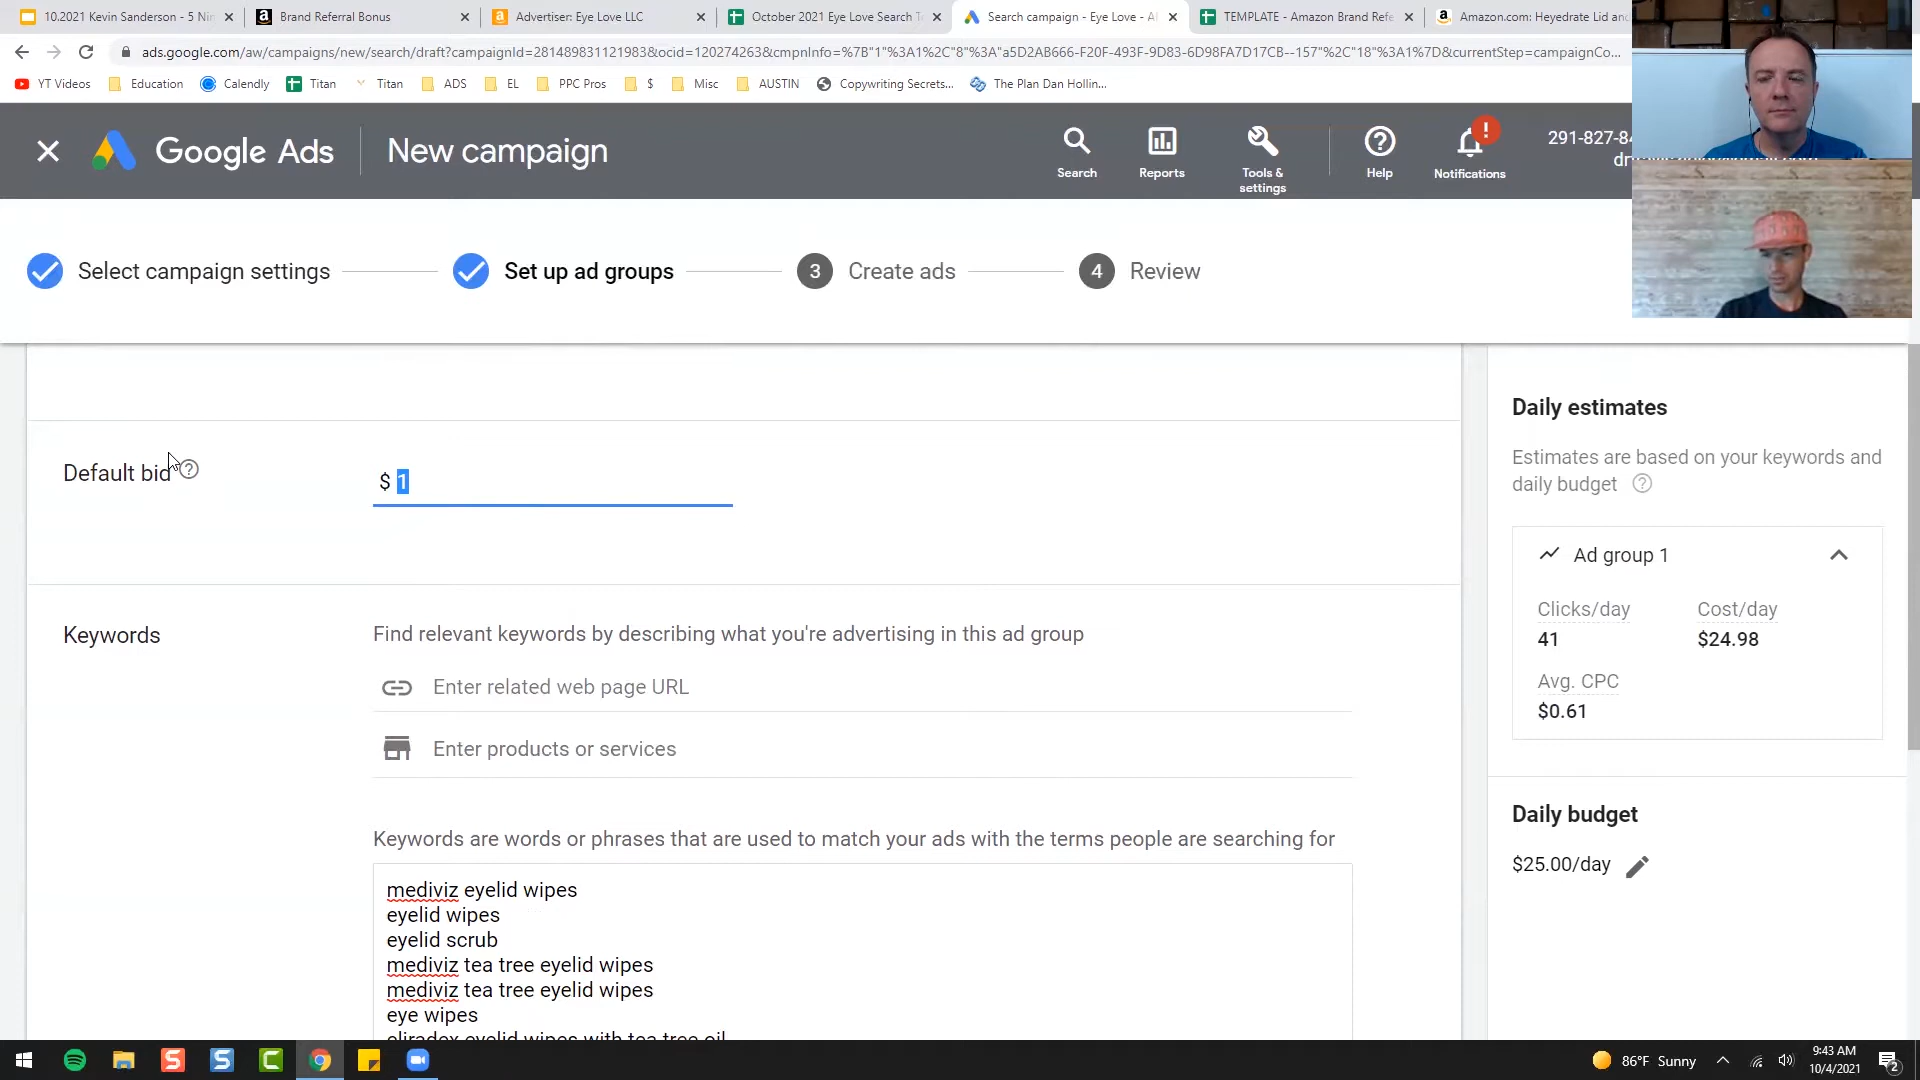 10.2021 Kevin Sanderson - 5 Nin
Brand Referral Bonus
Advertiser: Eye Love LLC
October 2021 Eye Love Search T
Search campaign - Eye Love - A
TEMPLATE - Amazon Brand Refe
Amazon.com: Heyedrate Lid an
ads.google.com/aw/campaigns/new/search/draft?campaignId=281489831121983&ocid=120274263&cmpnInfo=%7B"1"%3A1%2C"8"%3A"a5D2AB666-F20F-493F-9D83-6D98FA7D17CB--157"%2C"18"%3A1%7D&currentStep=campaignCo...
YT Videos
Education
Calendly
Titan
Titan
ADS
EL
PPC Pros
$
Misc
AUSTIN
Copywriting Secrets...
The Plan Dan Hollin...
Google Ads
New campaign
Search
Reports
Tools &
settings
Help
!
Notifications
291-827-84
Select campaign settings
Set up ad groups
3 Create ads
4 Review
Default bid
$ 1
Keywords
Find relevant keywords by describing what you're advertising in this ad group
Enter related web page URL
Enter products or services
Keywords are words or phrases that are used to match your ads with the terms people are searching for
mediviz eyelid wipes
eyelid wipes
eyelid scrub
mediviz tea tree eyelid wipes
mediviz tea tree eyelid wipes
eye wipes
cliradex eyelid wipes with tea tree oil
Daily estimates
Estimates are based on your keywords and
daily budget
Ad group 1
Clicks/day
Cost/day
41
$24.98
Avg. CPC
$0.61
Daily budget
$25.00/day
86°F Sunny
9:43 AM
10/4/2021
2